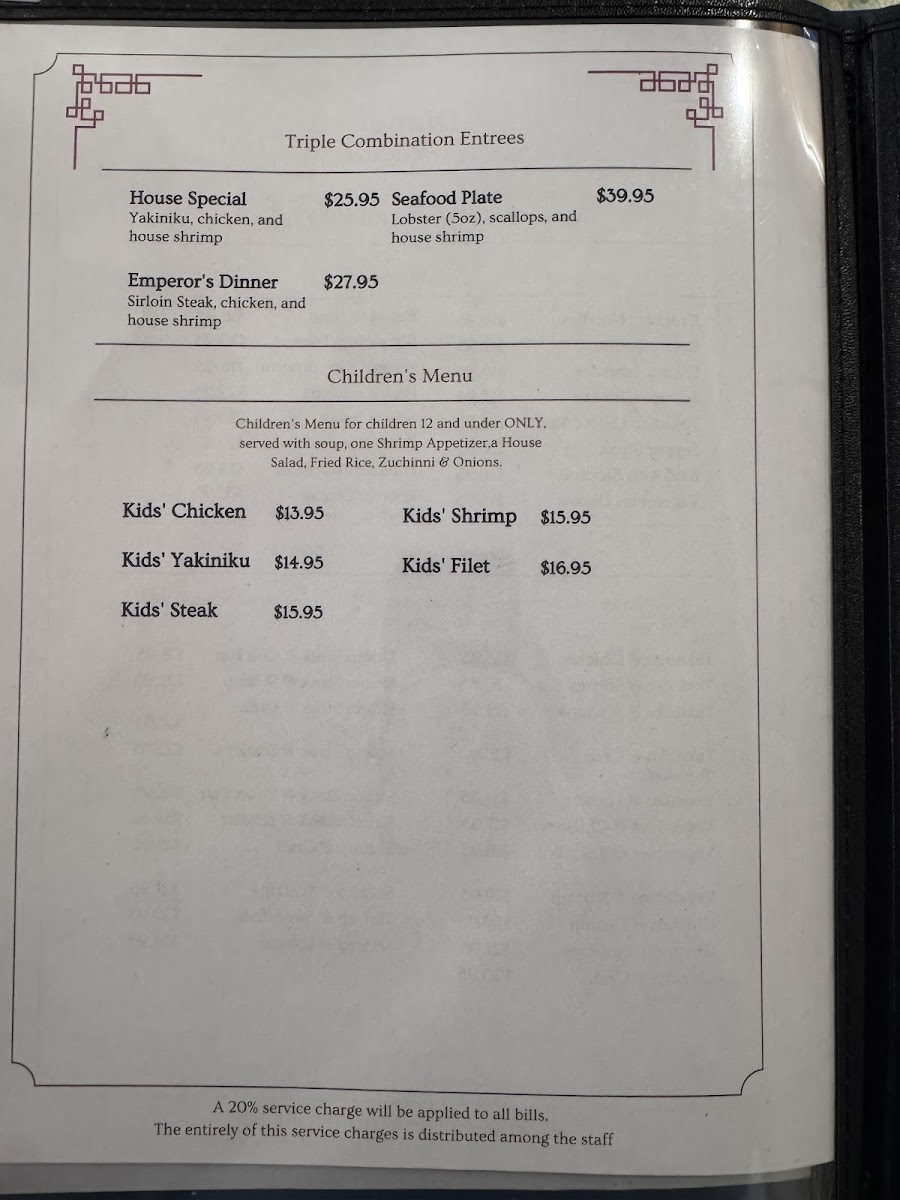 Triple Combination Entrees
House Special $25.95
Yakiniku, chicken, and
house shrimp
Seafood Plate $39.95
Lobster (5oz), scallops, and
house shrimp
Emperor's Dinner $27.95
Sirloin Steak, chicken, and
house shrimp
Children's Menu
Children's Menu for children 12 and under ONLY,
served with soup, one Shrimp Appetizer,a House
Salad, Fried Rice, Zuchinni & Onions.
Kids' Chicken $13.95
Kids' Yakiniku $14.95
Kids' Steak $15.95
Kids' Shrimp $15.95
Kids' Filet $16.95
A 20% service charge will be applied to all bills.
The entirely of this service charges is distributed among the staff